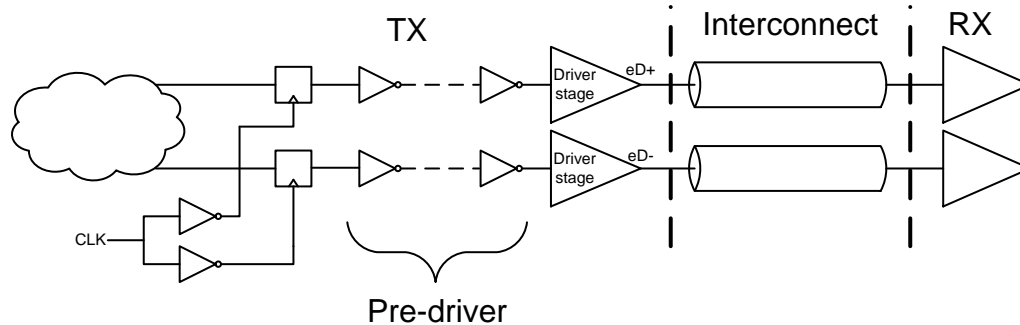 TX
Interconnect
RX
Driver
stage
eD+
Driver
stage
eD-
CLK
Pre-driver